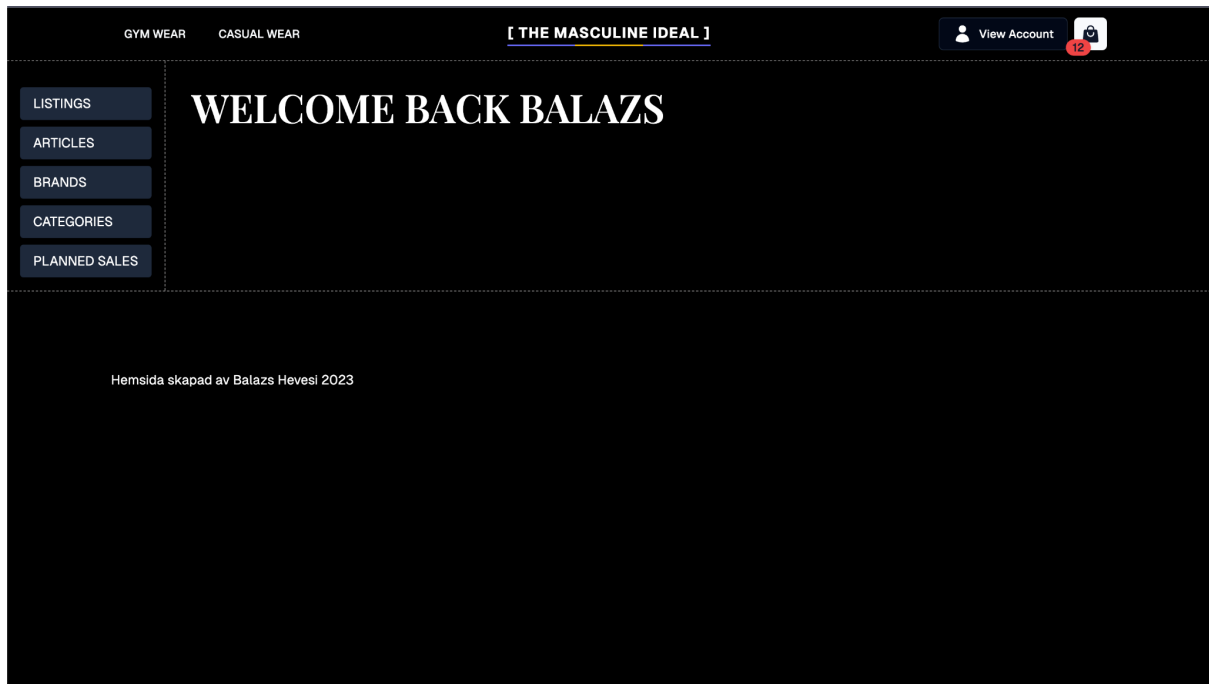 GYM WEAR
CASUAL WEAR
[ THE MASCULINE IDEAL ]
View Account
12
LISTINGS
ARTICLES
BRANDS
CATEGORIES
PLANNED SALES
WELCOME BACK BALAZS
Hemsida skapad av Balazs Hevesi 2023